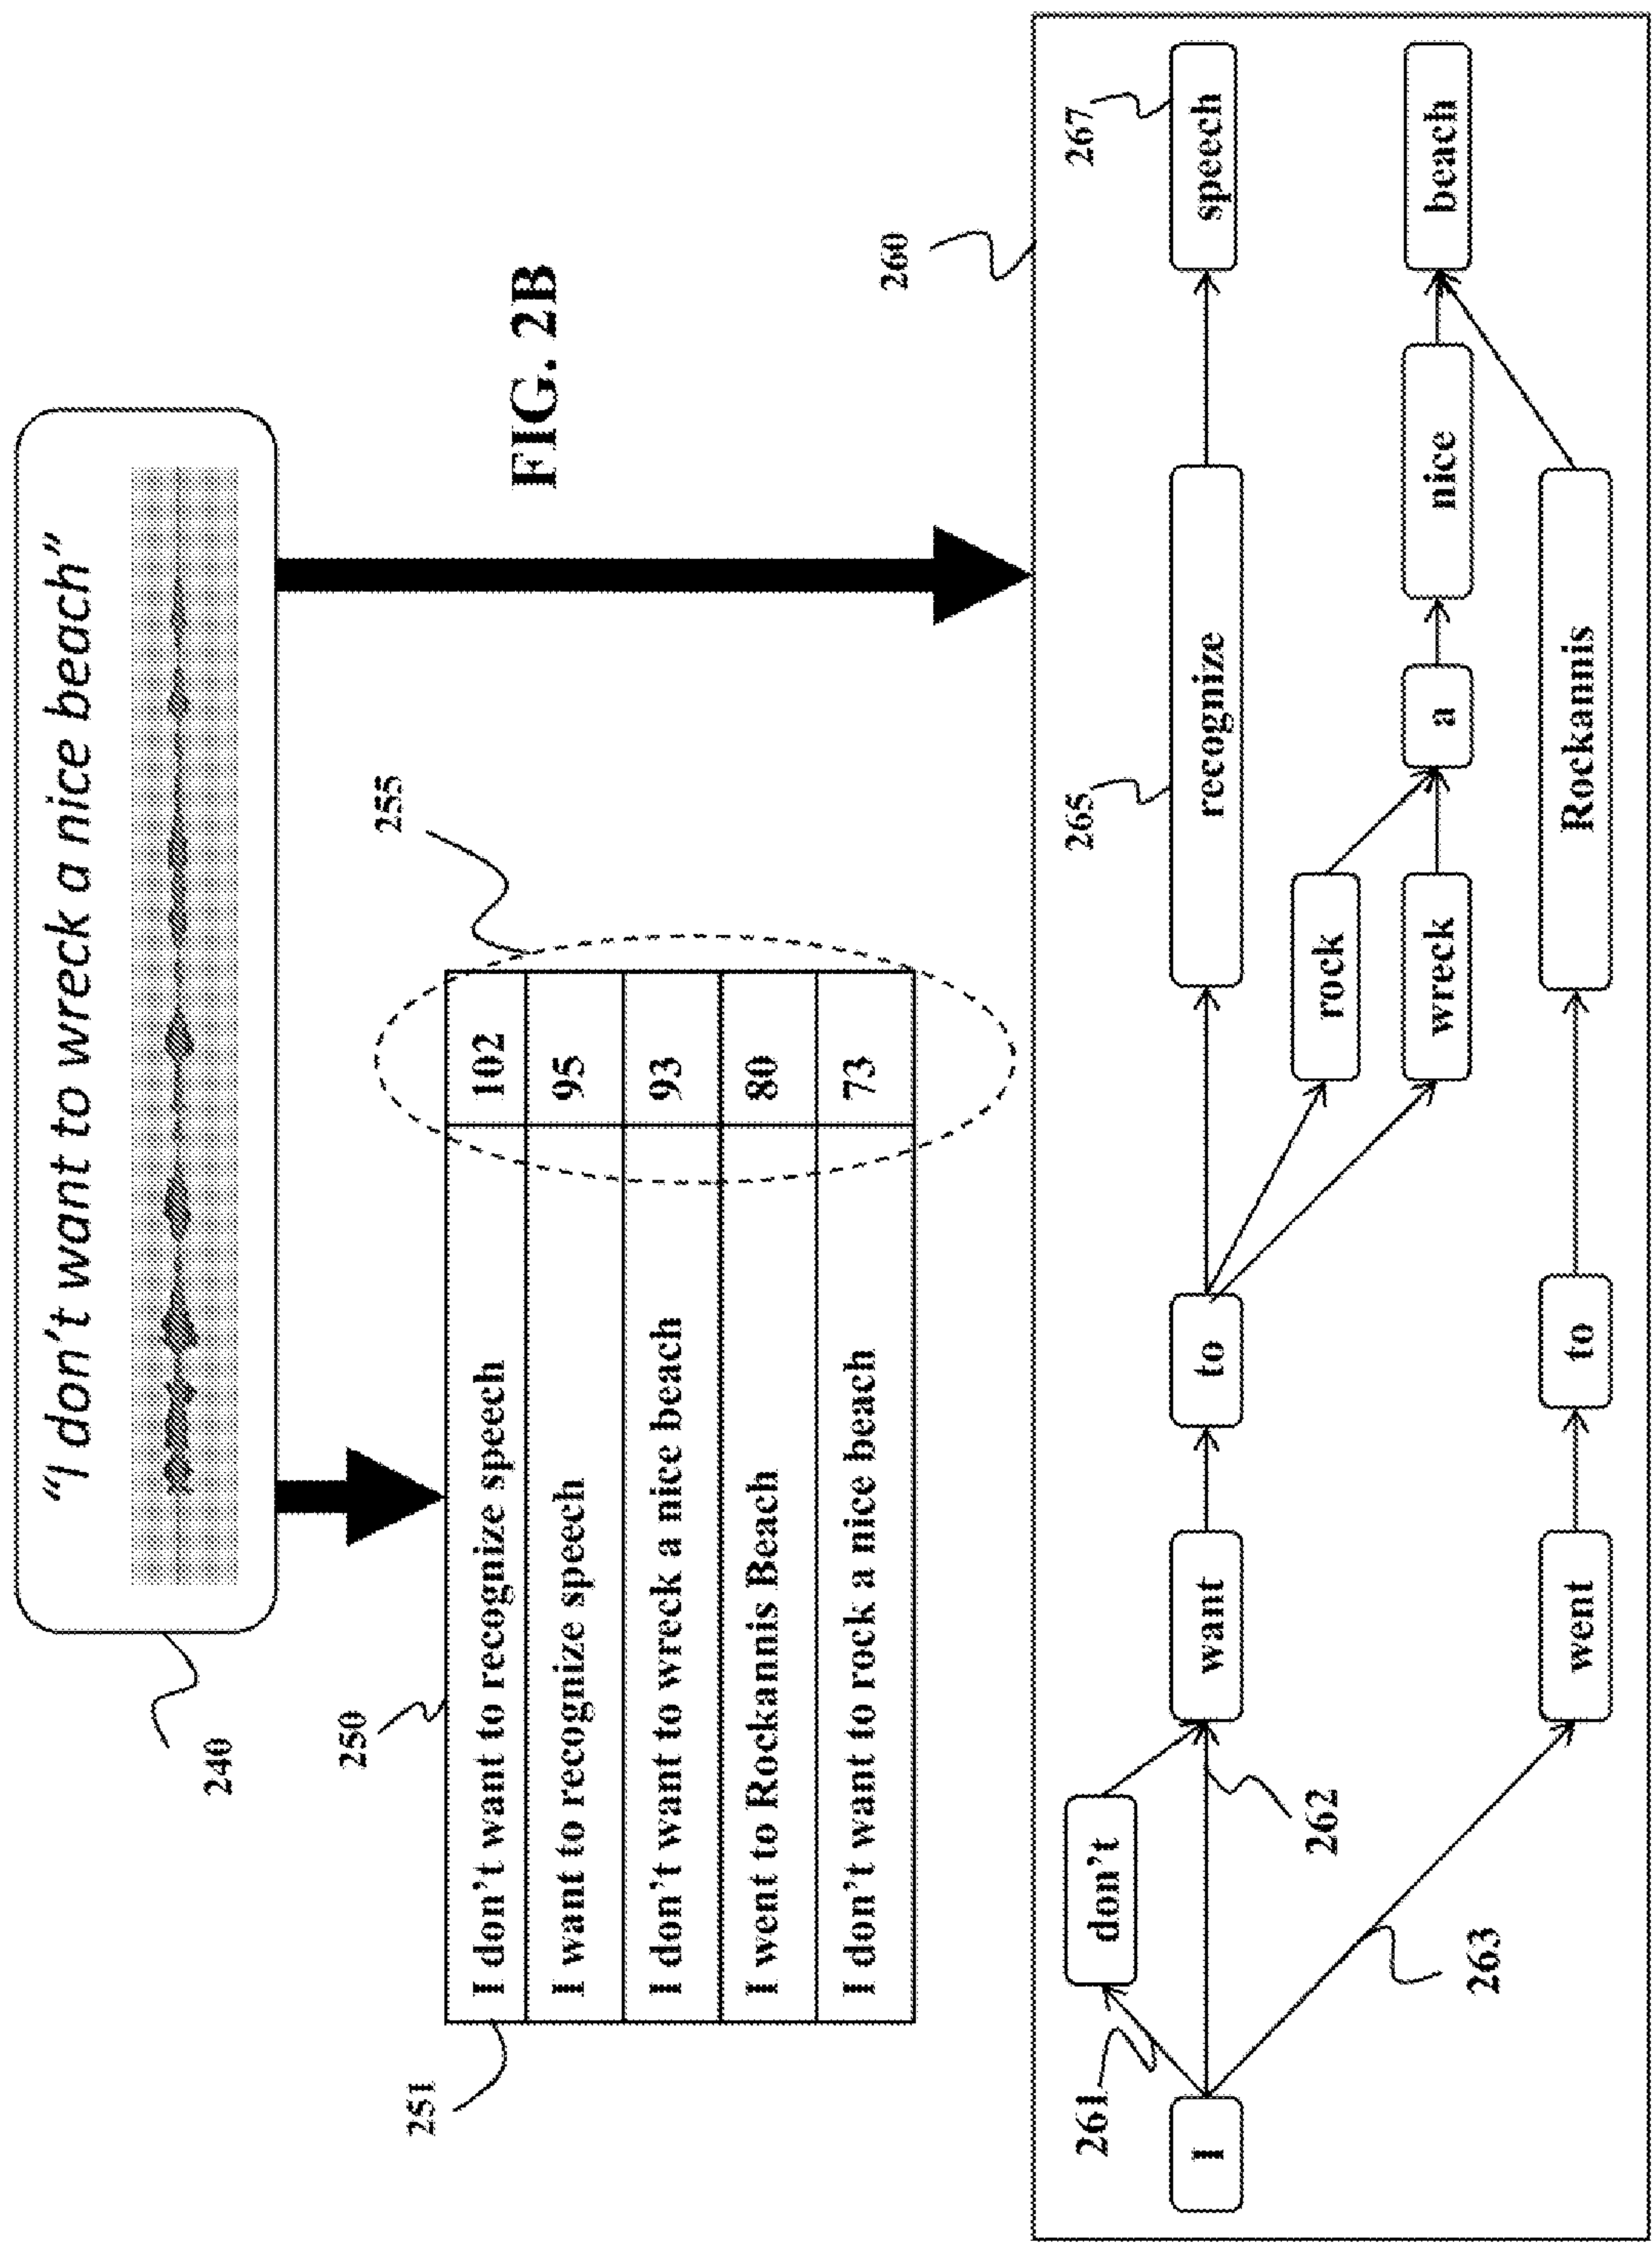 “I don’t want to wreck a nice beach”
240
FIG. 2B
250
255
251
I don’t want to recognize speech 102
I want to recognize speech 95
I don’t want to wreck a nice beach 93
I went to Rockannis Beach 80
I don’t want to rock a nice beach 73
260
261
don’t
265
267
I
want
to
recognize
speech
262
rock
263
wreck
a
nice
beach
went
to
Rockannis